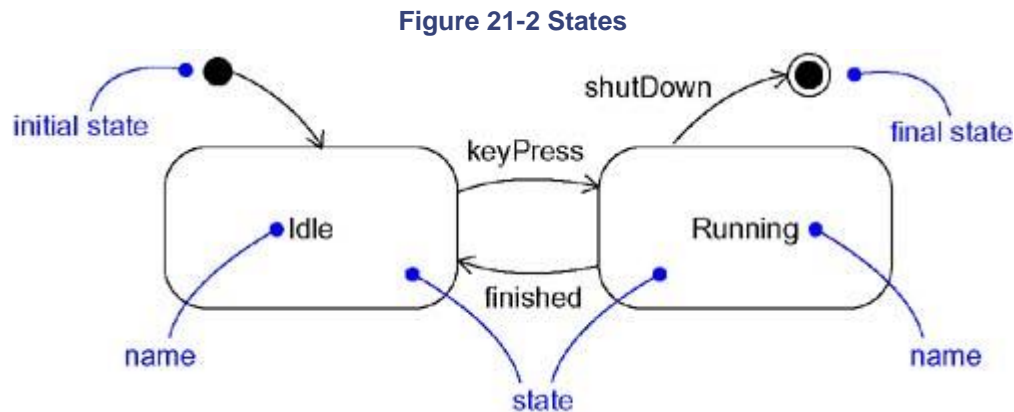 Figure 21-2 States
shutDown
initial state
final state
keyPress
Idle
Running
finished
name
state
name